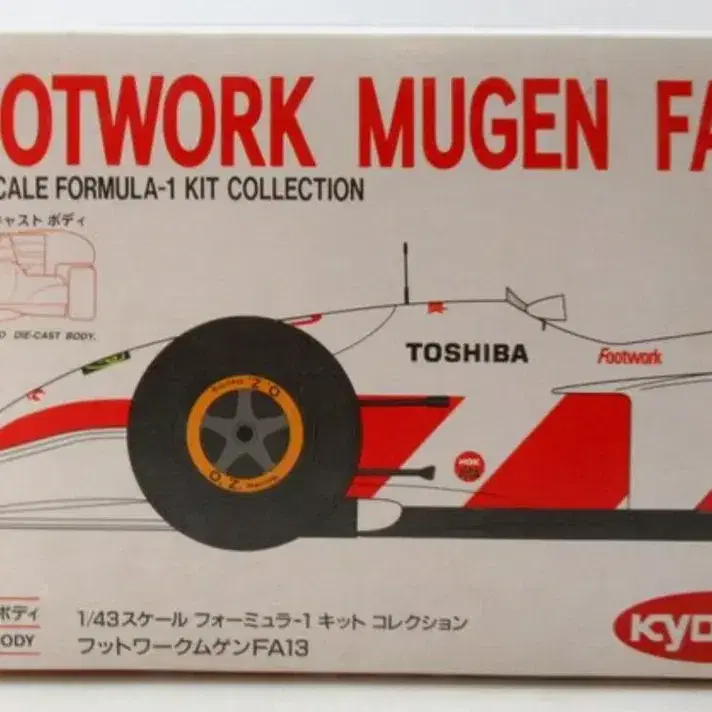 OTWORK MUGEN FA
CALE FORMULA-1 KIT COLLECTION
キャスト ボディ
DIE-CAST BODY.
TOSHIBA
Footwork
NGK
ボディ
BODY
1/43スケール フォーミュラ-1 キット コレクション
フットワークムゲンFA13
KYO